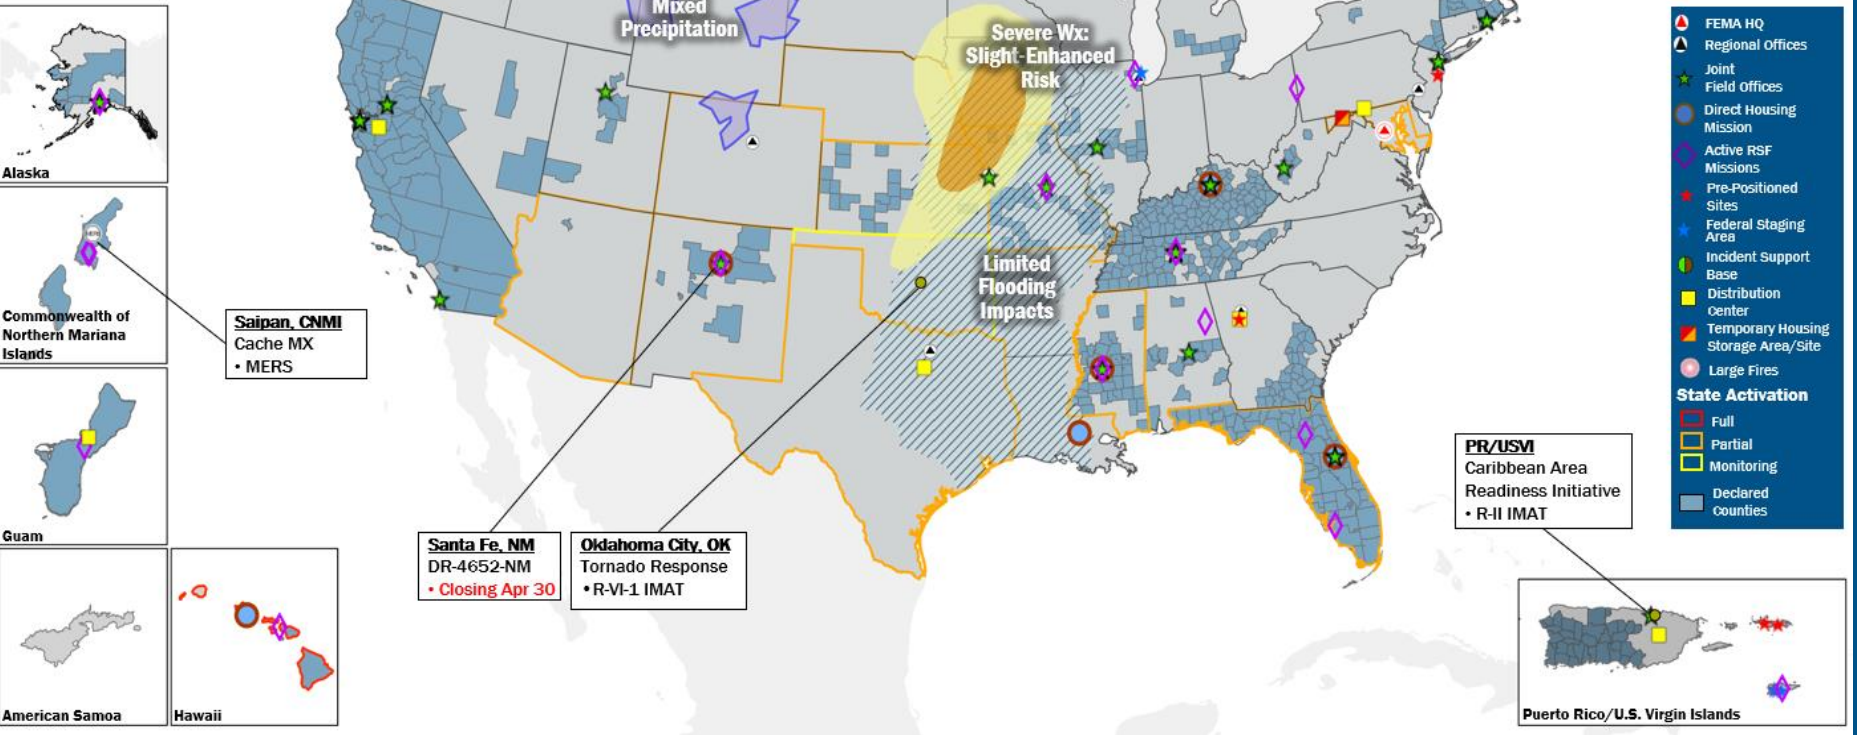 Mixed
Precipitation
Severe Wx:
Slight-Enhanced
Risk
Limited
Flooding
Impacts
Alaska
Commonwealth of
Northern Mariana
Islands
MERS
Guam
American Samoa
Hawaii
Saipan, CNMI
Cache MX
• MERS
Santa Fe, NM
DR-4652-NM
• Closing Apr 30
Oklahoma City, OK
Tornado Response
•R-VI-1 IMAT
PR/USVI
Caribbean Area
Readiness Initiative
• R-II IMAT
Puerto Rico/U.S. Virgin Islands
FEMA HQ
Regional Offices
Joint
Field Offices
Direct Housing
Mission
Active RSF
Missions
Pre-Positioned
Sites
Federal Staging
Area
Incident Support
Base
Distribution
Center
Temporary Housing
Storage Area/Site
Large Fires
State Activation
Full
Partial
Monitoring
Declared
Counties